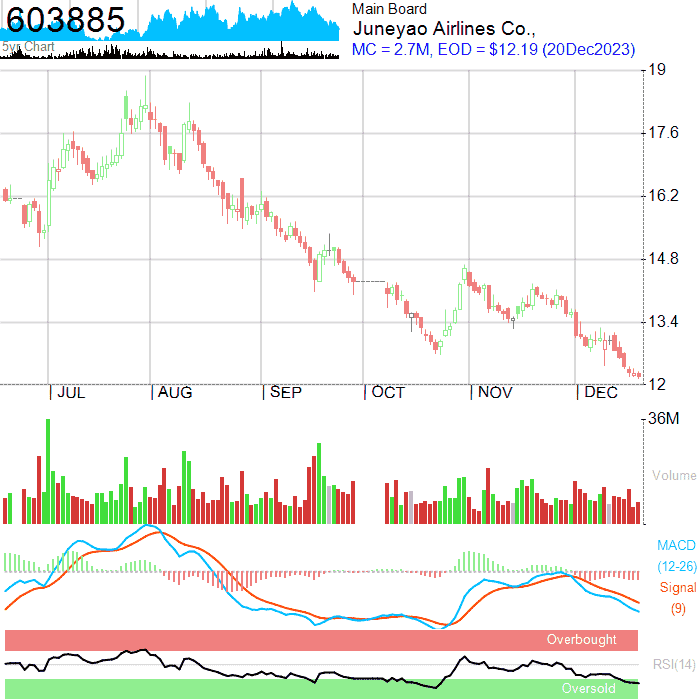 603885
5yr Chart
Main Board
Juneyao Airlines Co.,
MC = 2.7M, EOD = $12.19 (20Dec2023)
19
17.6
16.2
14.8
13.4
12
JUL AUG SEP OCT NOV DEC
36M
Volume
MACD
(12-26)
Signal
(9)
Overbought
RSI(14)
Oversold